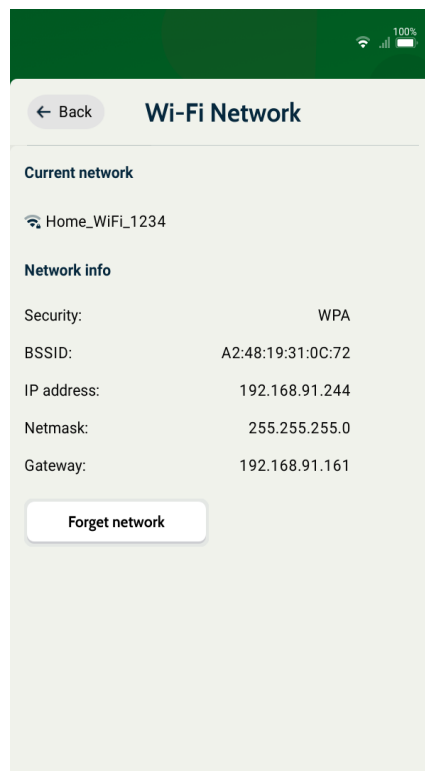 100%
Back
Wi-Fi Network
Current network
Home_WiFi_1234
Network info
Security: WPA
BSSID: A2:48:19:31:0C:72
IP address: 192.168.91.244
Netmask: 255.255.255.0
Gateway: 192.168.91.161
Forget network